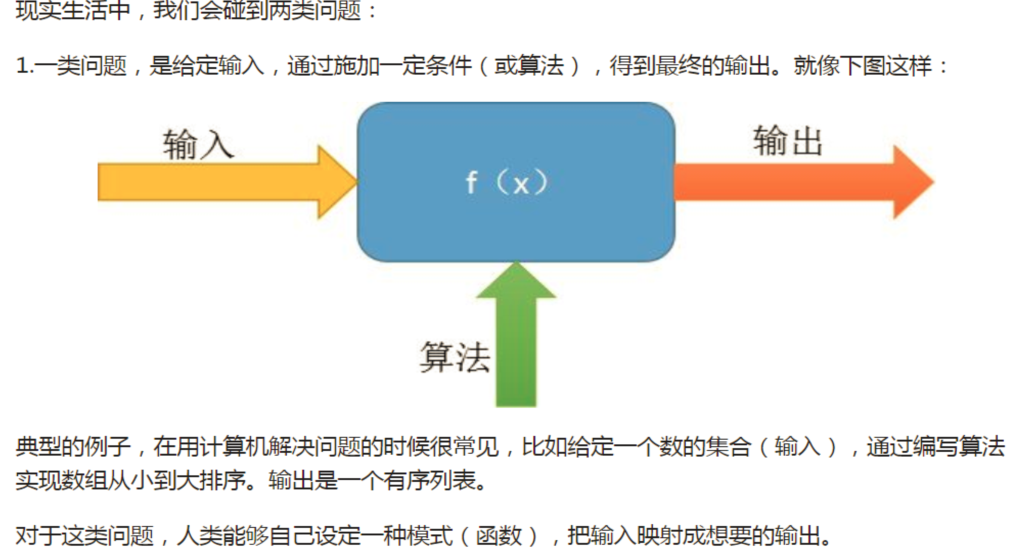 现实生活中，我们会碰到两类问题：
1.一类问题，是给定输入，通过施加一定条件（或算法），得到最终的输出。就像下图这样：
输入
输出
f（x）
算法
典型的例子，在用计算机解决问题的时候很常见，比如给定一个数的集合（输入），通过编写算法
实现数组从小到大排序。输出是一个有序列表。
对于这类问题，人类能够自己设定一种模式（函数），把输入映射成想要的输出。